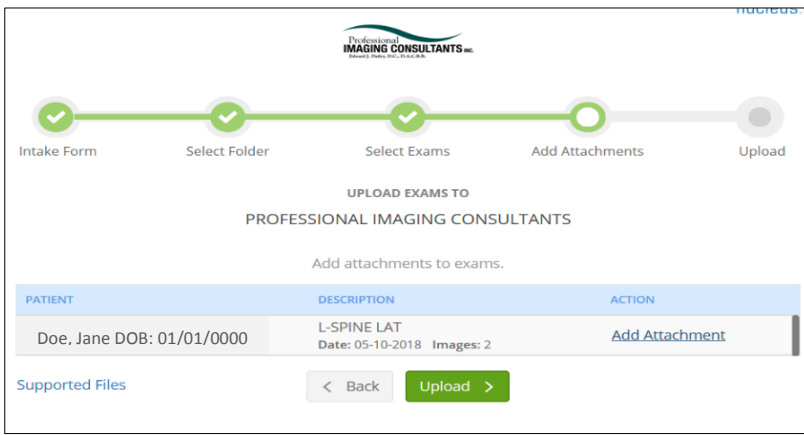 nucleus.
Professional
IMAGING CONSULTANTS INC.
Edward J. Dailey, D.C., D.A.C.B.R.
Intake Form
Select Folder
Select Exams
Add Attachments
Upload
UPLOAD EXAMS TO
PROFESSIONAL IMAGING CONSULTANTS
Add attachments to exams.
PATIENT DESCRIPTION ACTION
Doe, Jane DOB: 01/01/0000
L-SPINE LAT
Date: 05-10-2018 Images: 2
Add Attachment
Supported Files
< Back
Upload >